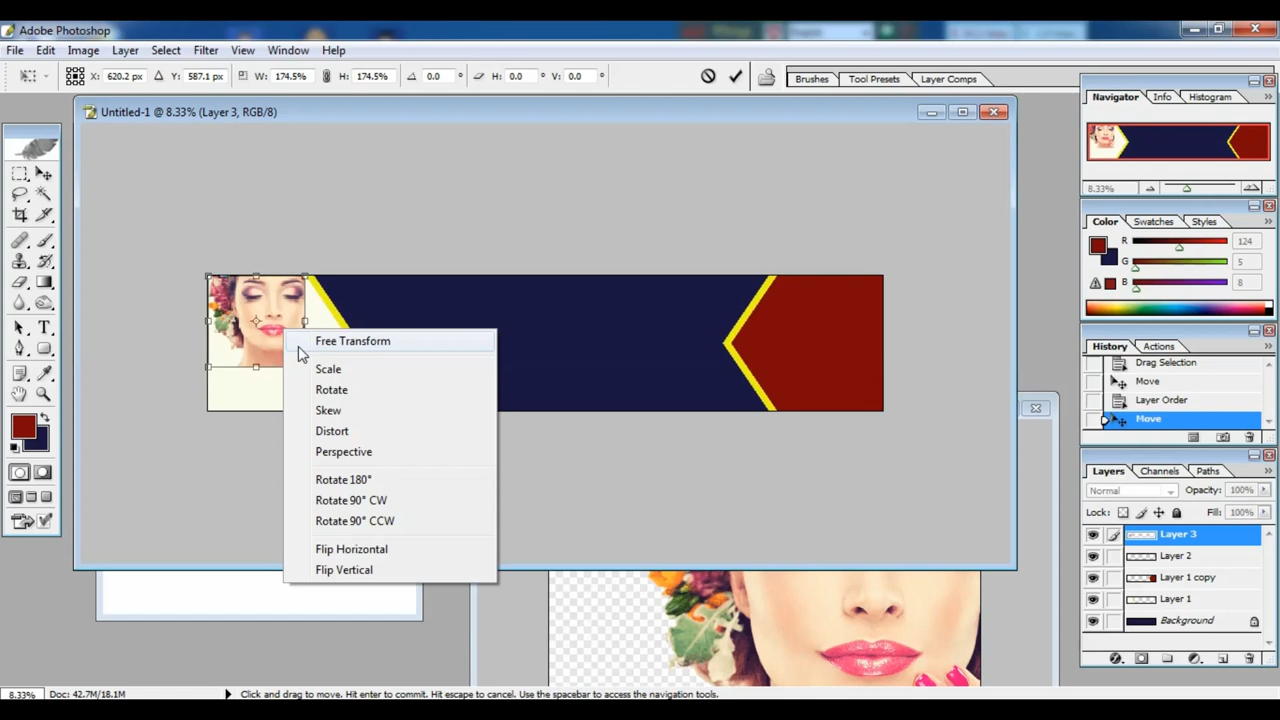 Adobe Photoshop
File Edit Image Layer Select Filter View Window Help
X: 620.2 px Y: 587.1 px W: 174.5% H: 174.5% 0.0 ° H: 0.0 ° V: 0.0 °
Brushes Tool Presets Layer Comps
Untitled-1 @ 8.33% (Layer 3, RGB/8)
Navigator Info Histogram
8.33%
Color Swatches Styles
R 124
G 5
B 8
History Actions
Drag Selection
Move
Layer Order
Move
Layers Channels Paths
Normal Opacity: 100%
Lock: Fill: 100%
Layer 3
Layer 2
Layer 1 copy
Layer 1
Background
Free Transform
Scale
Rotate
Skew
Distort
Perspective
Rotate 180°
Rotate 90° CW
Rotate 90° CCW
Flip Horizontal
Flip Vertical
8.33% Doc: 42.7M/18.1M Click and drag to move. Hit enter to commit. Hit escape to cancel. Use the spacebar to access the navigation tools.